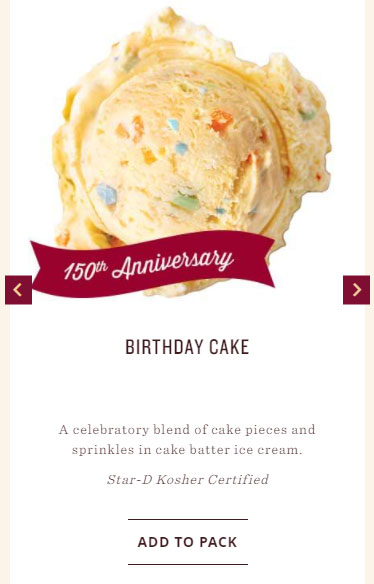 150th Anniversary
BIRTHDAY CAKE
A celebratory blend of cake pieces and
sprinkles in cake batter ice cream.
Star-D Kosher Certified
ADD TO PACK